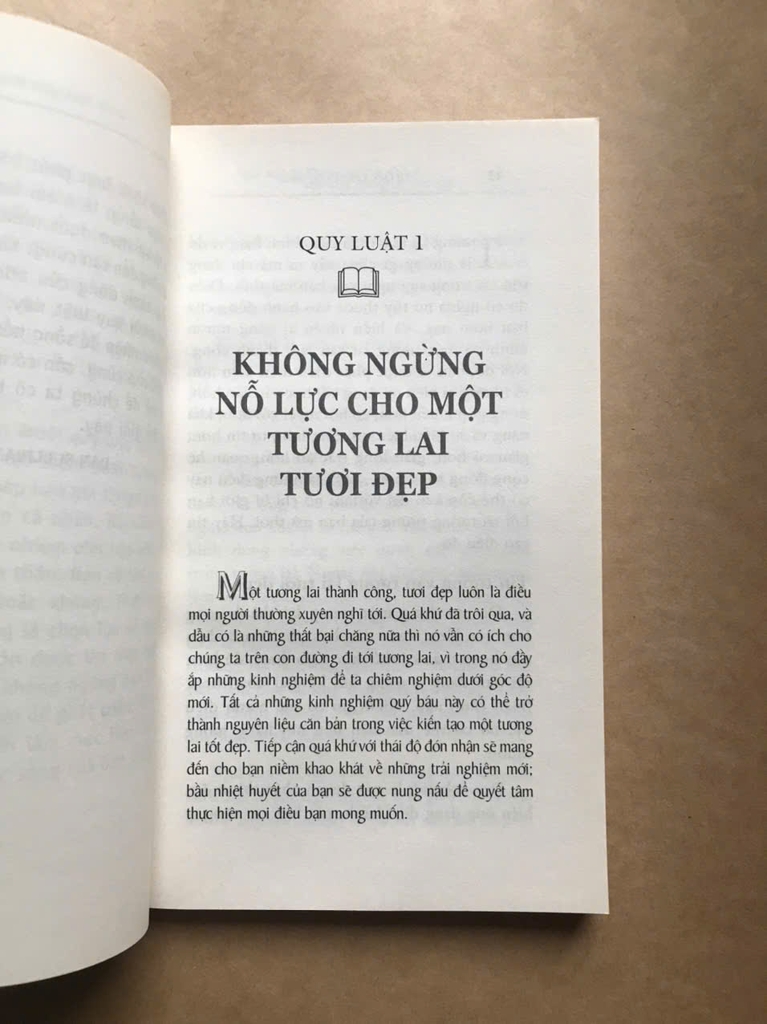 QUY LUẬT 1
KHÔNG NGỪNG
NỖ LỰC CHO MỘT
TƯƠNG LAI
TƯƠI ĐẸP
Một tương lai thành công, tươi đẹp luôn là điều
mọi người thường xuyên nghĩ tới. Quá khứ đã trôi qua, và
dẫu có là những thất bại chăng nữa thì nó vẫn có ích cho
chúng ta trên con đường đi tới tương lai, vì trong nó đầy
ắp những kinh nghiệm để ta chiêm nghiệm dưới góc độ
mới. Tất cả những kinh nghiệm quý báu này có thể trở
thành nguyên liệu căn bản trong việc kiến tạo một tương
lai tốt đẹp. Tiếp cận quá khứ với thái độ đón nhận sẽ mang
đến cho bạn niềm khao khát về những trải nghiệm mới;
bầu nhiệt huyết của bạn sẽ được nung nấu để quyết tâm
thực hiện mọi điều bạn mong muốn.